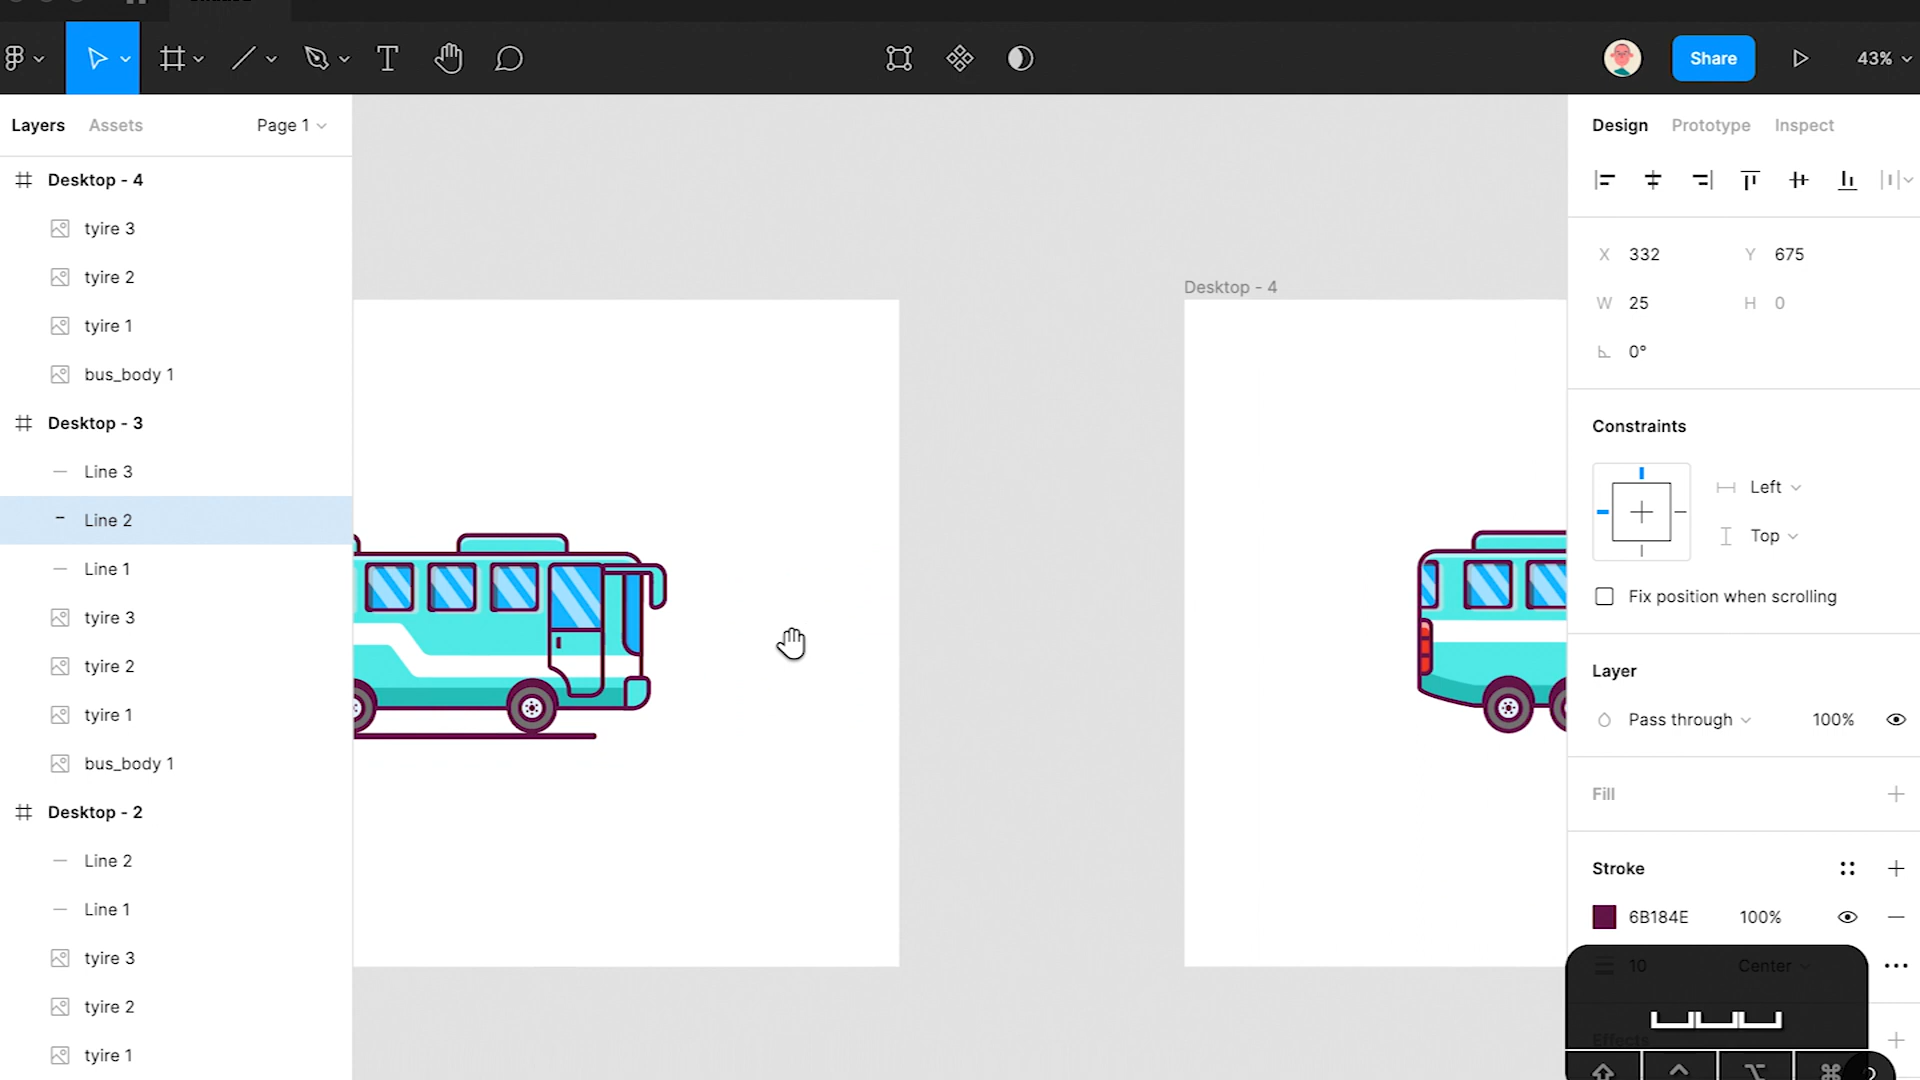 Share
43%
Layers
Assets
Page 1
Desktop - 4
tyire 3
tyire 2
tyire 1
bus_body 1
Desktop - 3
Line 3
Line 2
Line 1
tyire 3
tyire 2
tyire 1
bus_body 1
Desktop - 2
Line 2
Line 1
tyire 3
tyire 2
tyire 1
Desktop - 4
Design
Prototype
Inspect
X 332
Y 675
W 25
H 0
0°
Constraints
Left
Top
Fix position when scrolling
Layer
Pass through
100%
Fill
Stroke
6B184E
100%
10
Center
Effects